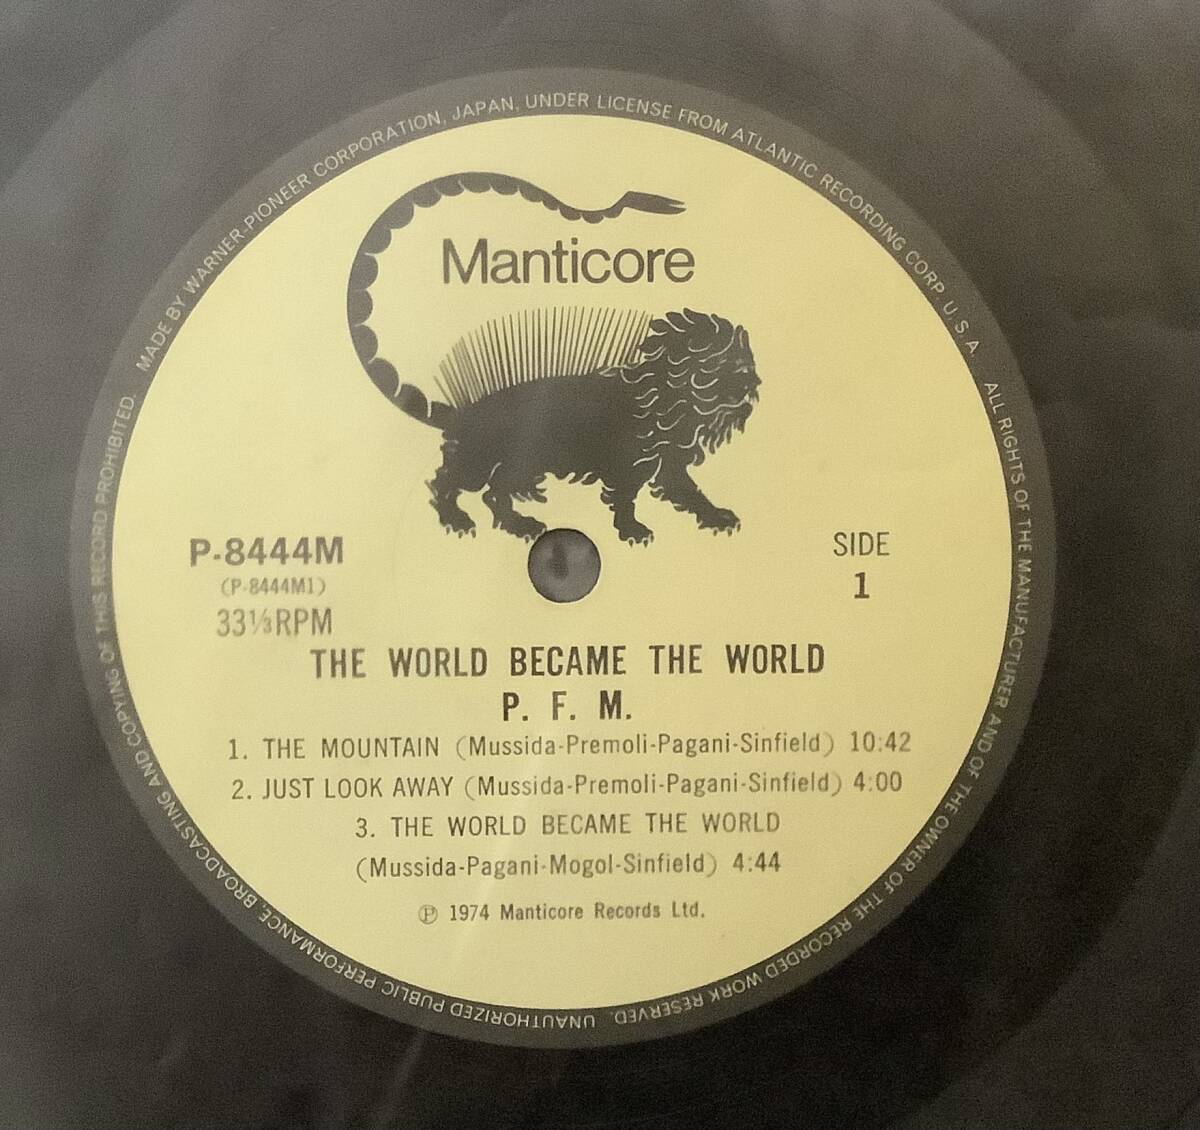 MADE BY WARNER-PIONEER CORPORATION, JAPAN, UNDER LICENSE FROM ATLANTIC RECORDING CORP. U. S. A.
ALL RIGHTS OF THE MANUFACTURER AND OF THE OWNER OF THE RECORDED WORK RESERVED. UNAUTHORIZED PUBLIC PERFORMANCE, BROADCASTING AND COPYING OF THIS RECORD PROHIBITED.
Manticore
P-8444M
(P-8444M1)
33⅓RPM
SIDE
1
THE WORLD BECAME THE WORLD
P. F. M.
1. THE MOUNTAIN (Mussida-Premoli-Pagani-Sinfield) 10:42
2. JUST LOOK AWAY (Mussida-Premoli-Pagani-Sinfield) 4:00
3. THE WORLD BECAME THE WORLD
(Mussida-Pagani-Mogol-Sinfield) 4:44
℗ 1974 Manticore Records Ltd.